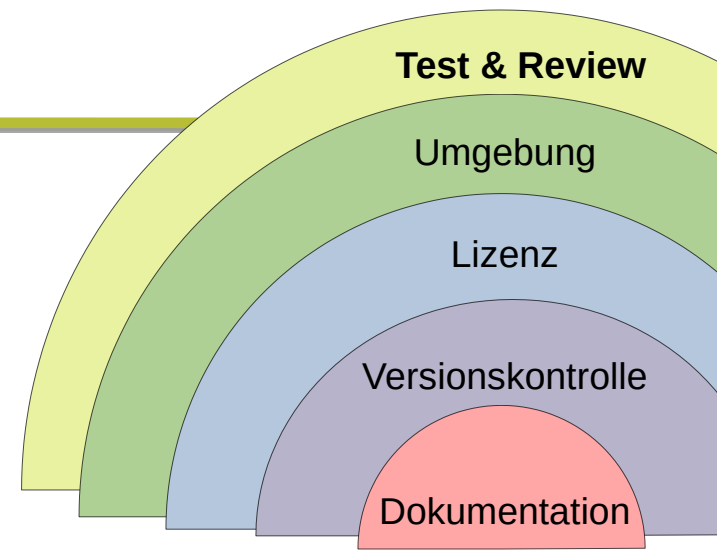 Test & Review
Umgebung
Lizenz
Versionskontrolle
Dokumentation